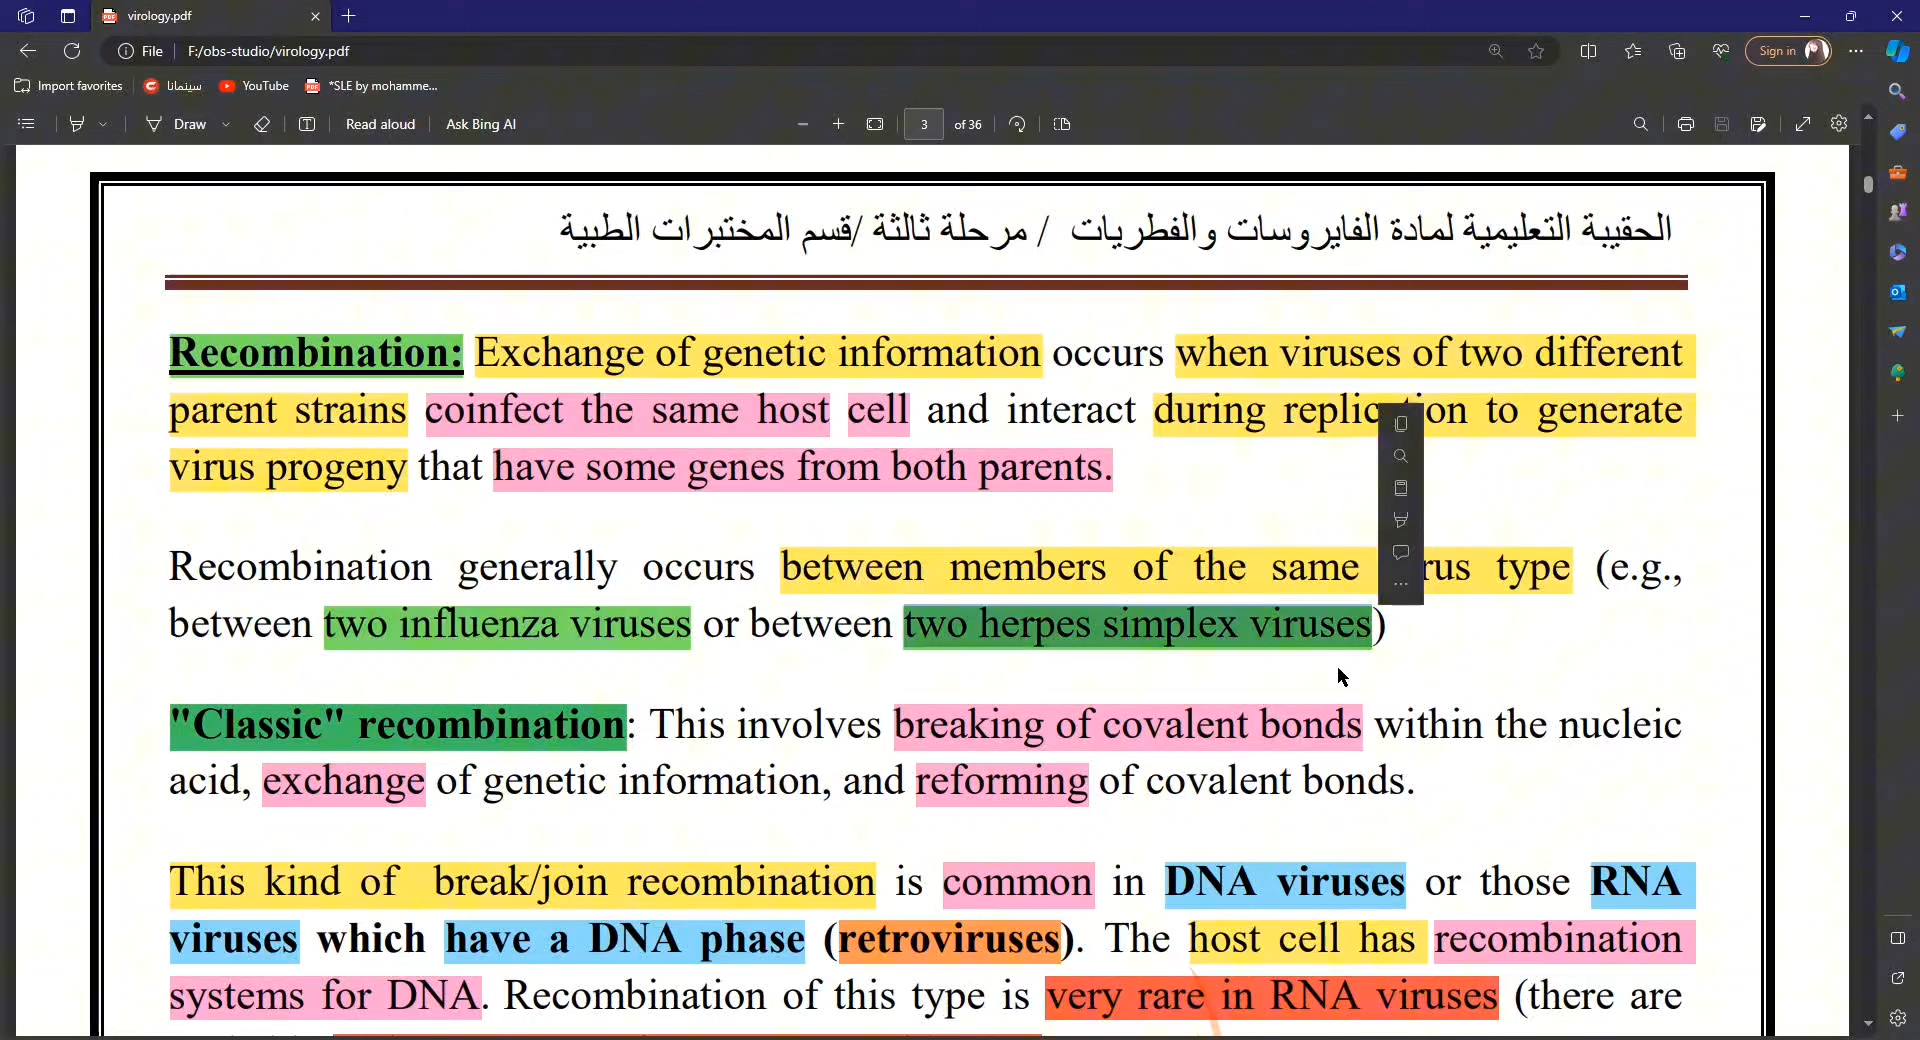 virology.pdf
File F:/obs-studio/virology.pdf
Sign in
Import favorites سينمانا YouTube *SLE by mohamme...
Draw Read aloud Ask Bing AI 3 of 36
الحقيبة التعليمية لمادة الفايروسات والفطريات / مرحلة ثالثة /قسم المختبرات الطبية
Recombination: Exchange of genetic information occurs when viruses of two different
parent strains coinfect the same host cell and interact during to generate
virus progeny that have some genes from both parents.
Recombination generally occurs between members of the same type (e.g.,
between two influenza viruses or between two herpes simplex viruses)
"Classic" recombination: This involves breaking of covalent bonds within the nucleic
acid, exchange of genetic information, and reforming of covalent bonds.
This kind of break/join recombination is common in DNA viruses or those RNA
viruses which have a DNA phase (retroviruses). The host cell has recombination
systems for DNA. Recombination of this type is very rare in RNA viruses (there are